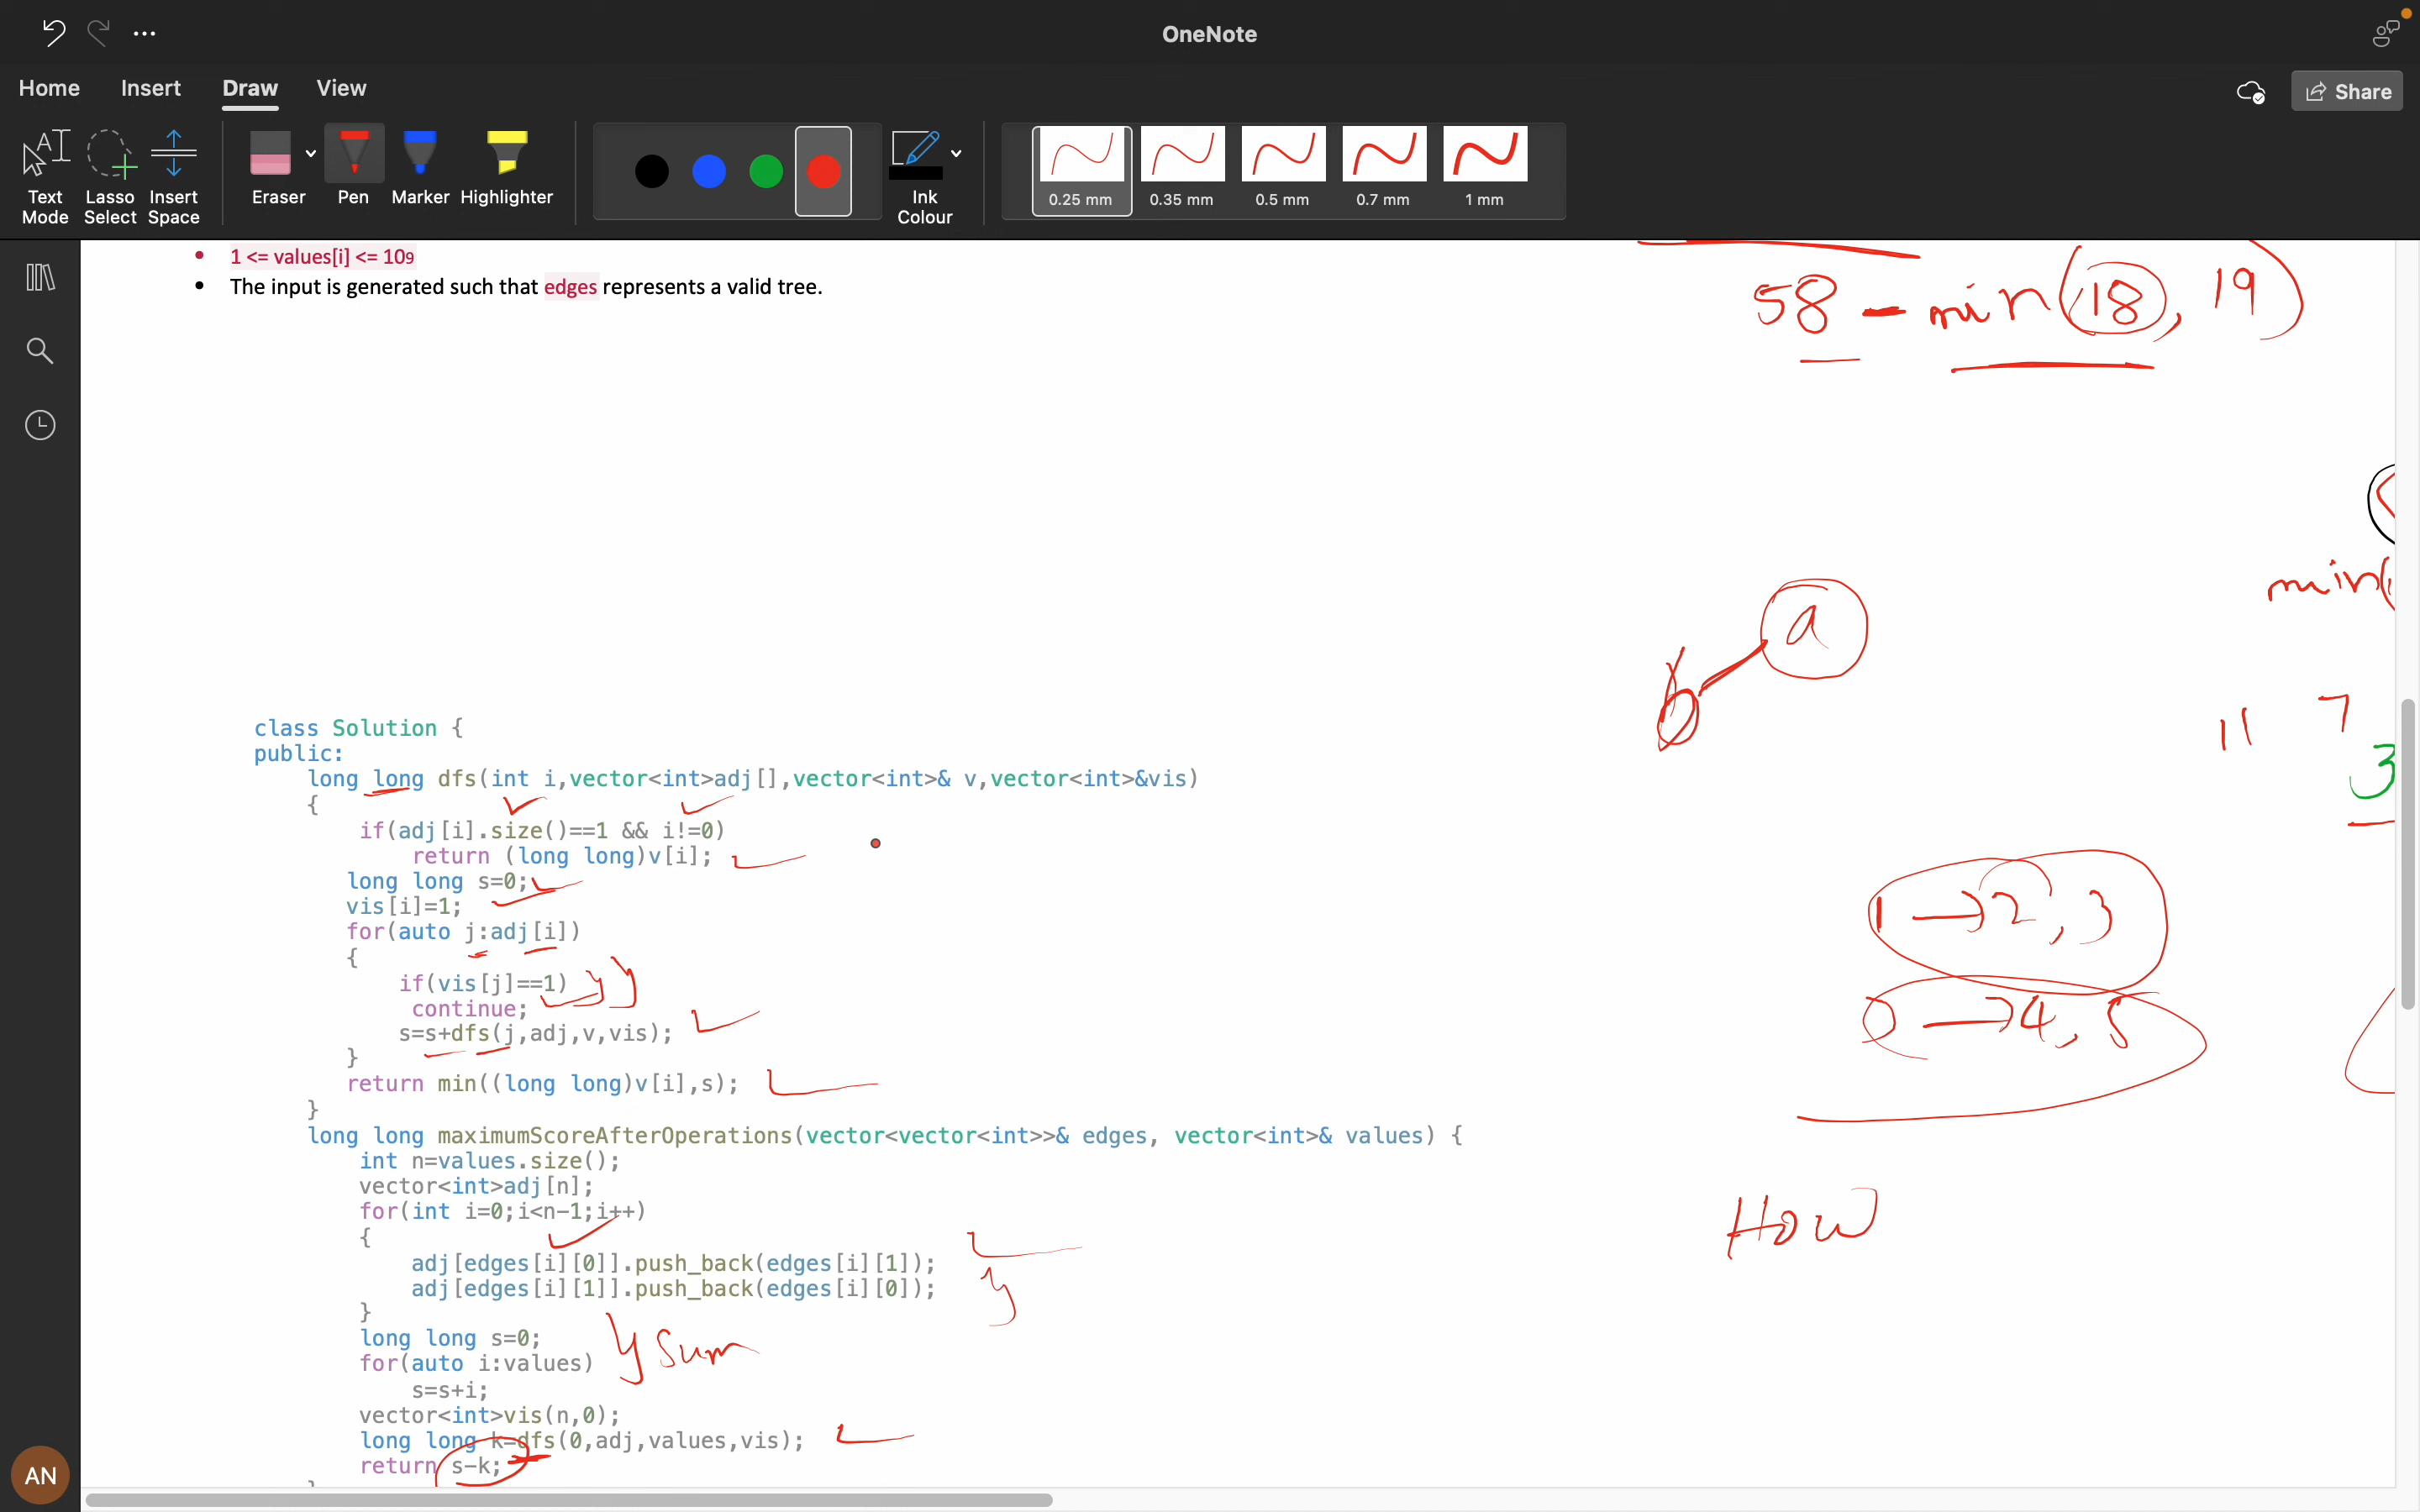 OneNote
Home Insert Draw View
Share
Text Mode
Lasso Select
Insert Space
Eraser
Pen
Marker
Highlighter
Ink Colour
0.25 mm
0.35 mm
0.5 mm
0.7 mm
1 mm
1 <= values[i] <= 109
The input is generated such that edges represents a valid tree.
58 - min(18, 19)
min(
a
b
11 7
3
class Solution {
public:
long long dfs(int i,vector<int>adj[],vector<int>& v,vector<int>&vis)
{
if(adj[i].size()==1 && i!=0)
return (long long)v[i];
long long s=0;
vis[i]=1;
for(auto j:adj[i])
{
if(vis[j]==1)
continue;
s=s+dfs(j,adj,v,vis);
}
return min((long long)v[i],s);
}
1 → 2, 3
→ 4, 8
long long maximumScoreAfterOperations(vector<vector<int>>& edges, vector<int>& values) {
int n=values.size();
vector<int>adj[n];
for(int i=0;i<n-1;i++)
{
adj[edges[i][0]].push_back(edges[i][1]);
adj[edges[i][1]].push_back(edges[i][0]);
}
How
long long s=0;
for(auto i:values)
s=s+i;
Sum
vector<int>vis(n,0);
long long k=dfs(0,adj,values,vis);
return s-k;
AN